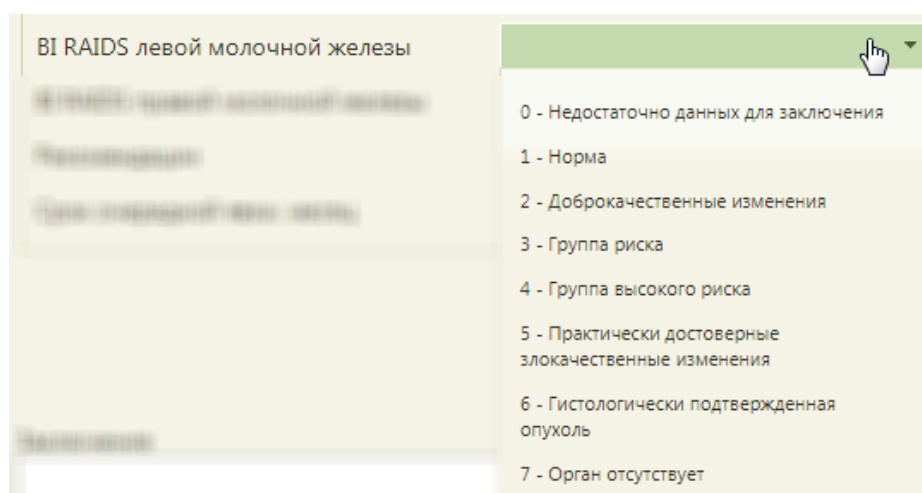 BI RAIDS левой молочной железы
0 - Недостаточно данных для заключения
1 - Норма
2 - Доброкачественные изменения
3 - Группа риска
4 - Группа высокого риска
5 - Практически достоверные
злокачественные изменения
6 - Гистологически подтвержденная
опухоль
7 - Орган отсутствует